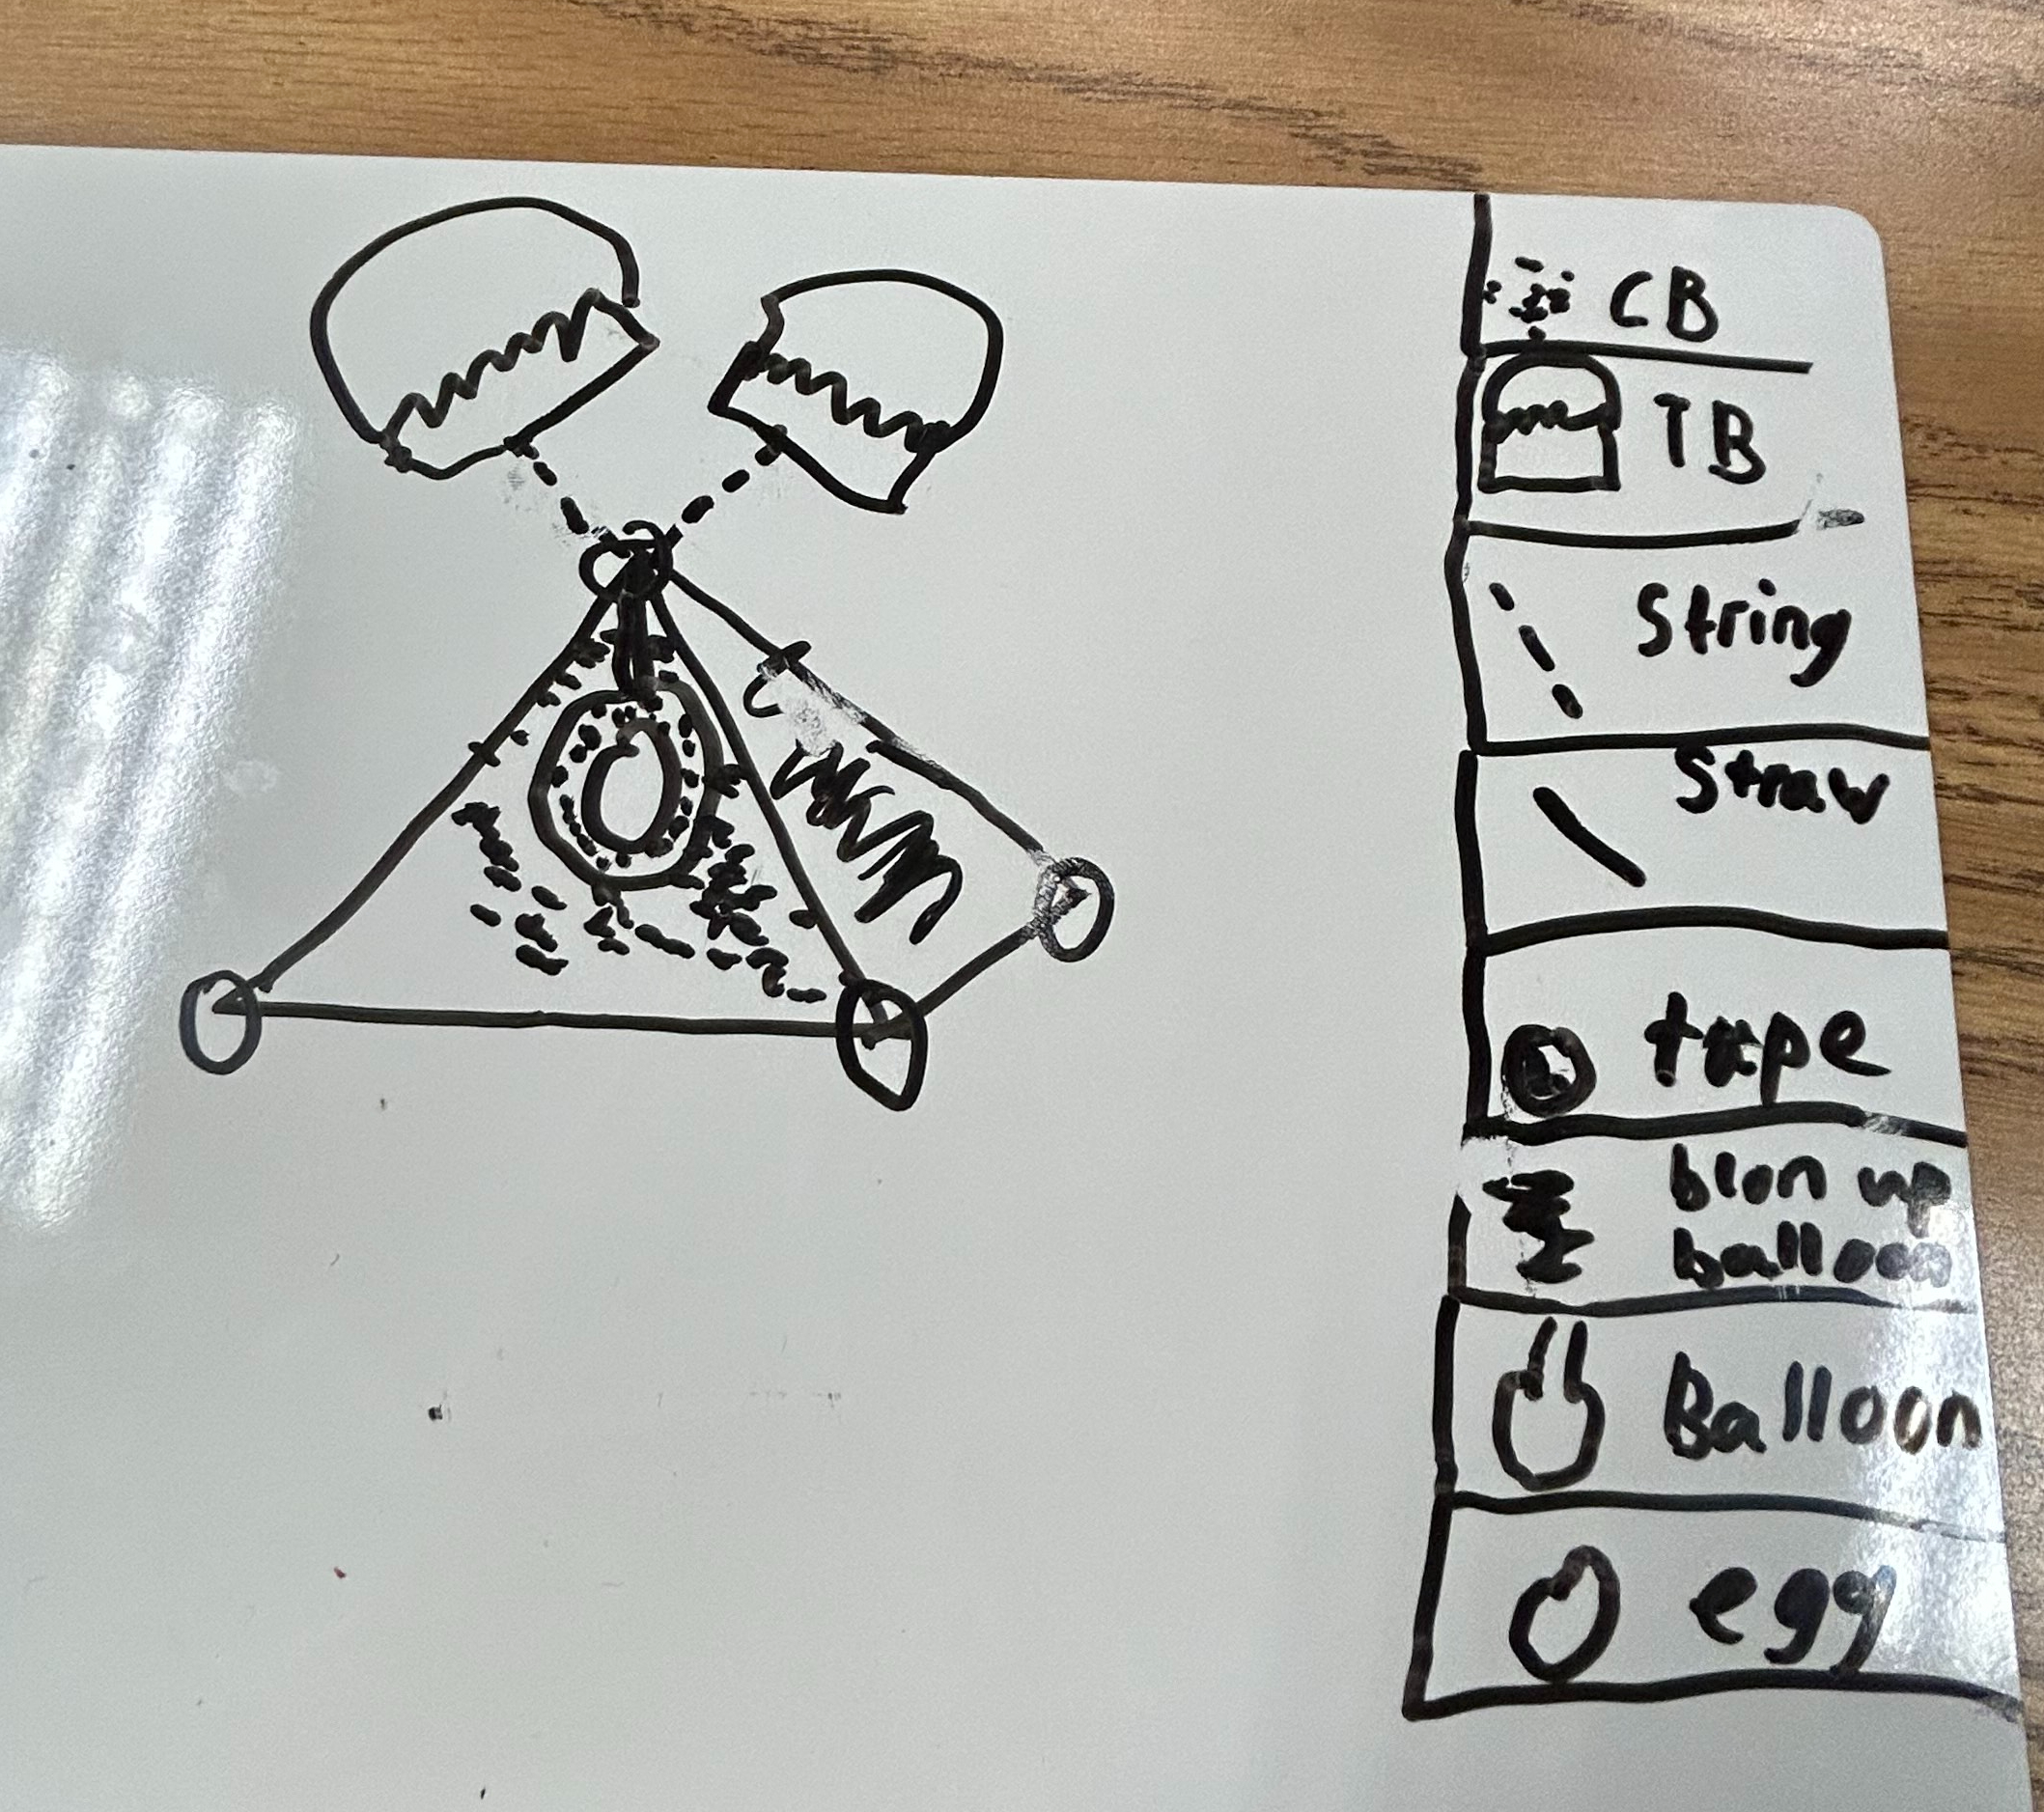 CB
TB
String
Straw
tape
blon up
balloon
Balloon
egg